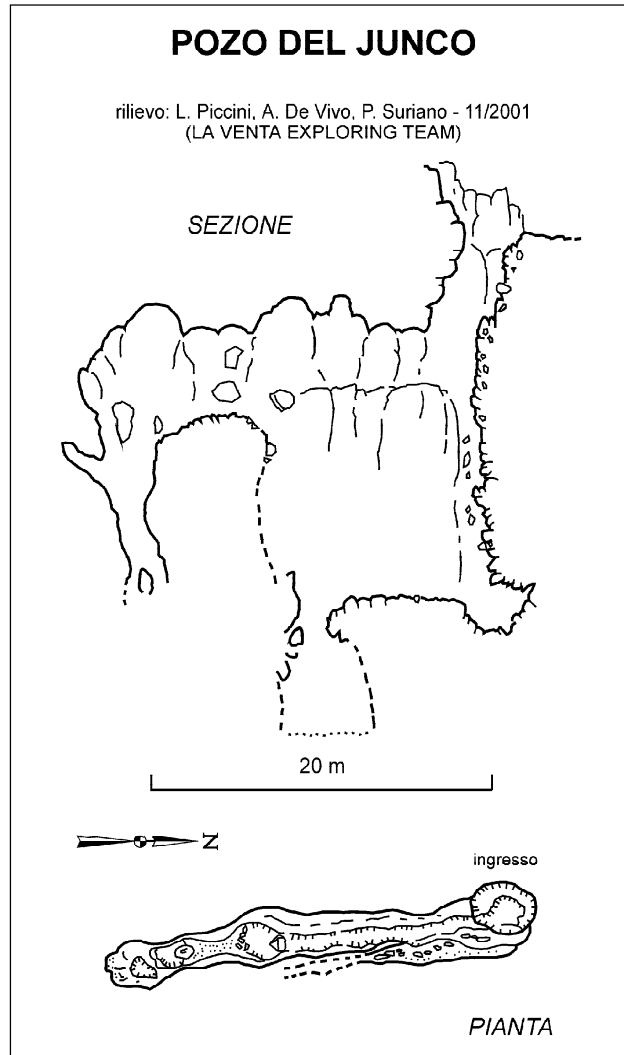 POZO DEL JUNCO
rilievo: L. Piccini, A. De Vivo, P. Suriano - 11/2001
(LA VENTA EXPLORING TEAM)
SEZIONE
20 m
N
ingresso
PIANTA